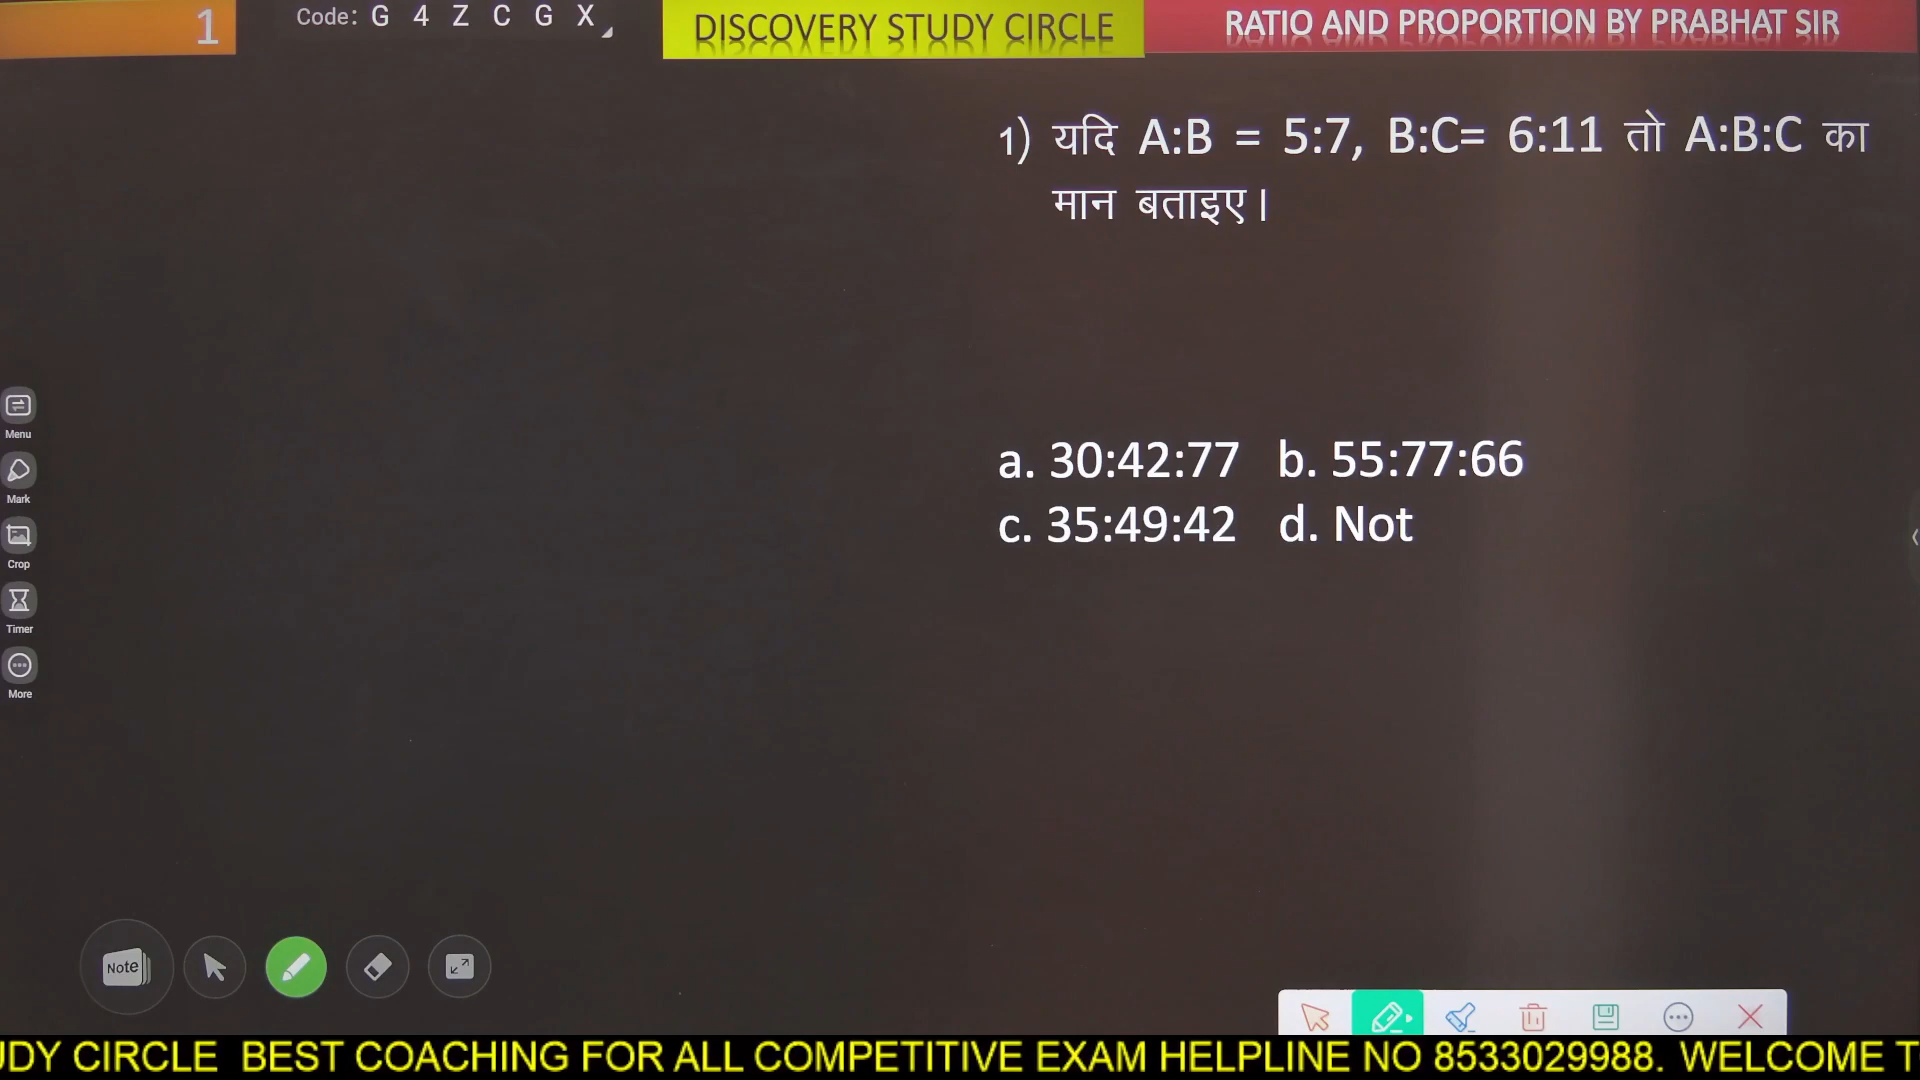 1
Code: G 4 Z C G X
DISCOVERY STUDY CIRCLE
RATIO AND PROPORTION BY PRABHAT SIR
1) यदि A:B = 5:7, B:C= 6:11 तो A:B:C का
मान बताइए।
a. 30:42:77 b. 55:77:66
c. 35:49:42 d. Not
Menu
Mark
Crop
Timer
More
Note
UDY CIRCLE BEST COACHING FOR ALL COMPETITIVE EXAM HELPLINE NO 8533029988. WELCOME T